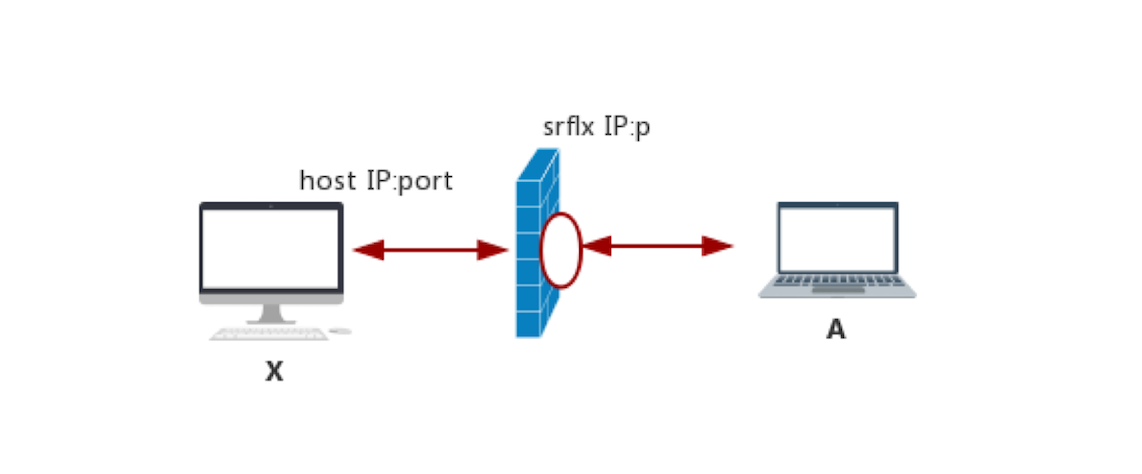 srflx IP:p
host IP:port
X
A